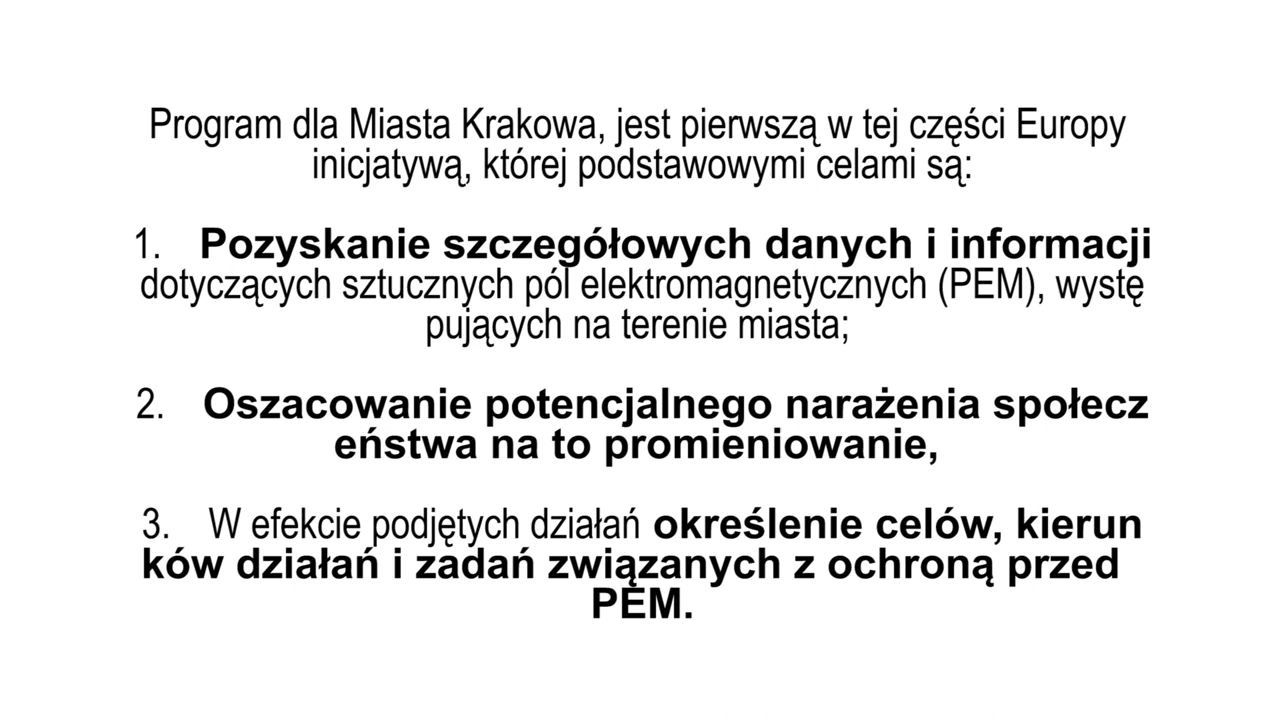 Program dla Miasta Krakowa, jest pierwszą w tej części Europy
inicjatywą, której podstawowymi celami są:
1. Pozyskanie szczegółowych danych i informacji
dotyczących sztucznych pól elektromagnetycznych (PEM), wystę
pujących na terenie miasta;
2. Oszacowanie potencjalnego narażenia społecz
eństwa na to promieniowanie,
3. W efekcie podjętych działań określenie celów, kierun
ków działań i zadań związanych z ochroną przed
PEM.